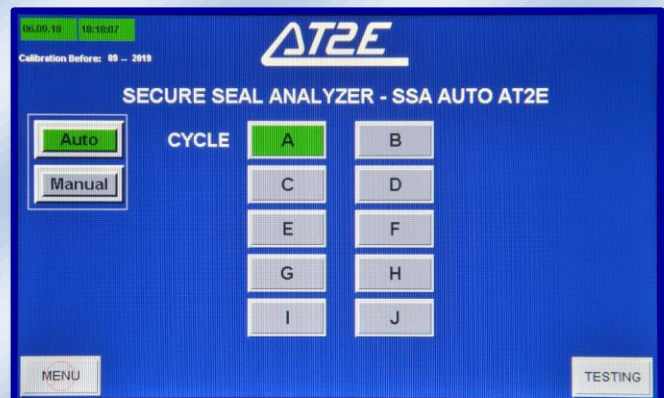 06.09.18 18:18:07
AT2E
Calibration Before: 09 -- 2019
SECURE SEAL ANALYZER - SSA AUTO AT2E
Auto CYCLE A B
Manual C D
E F
G H
I J
MENU TESTING